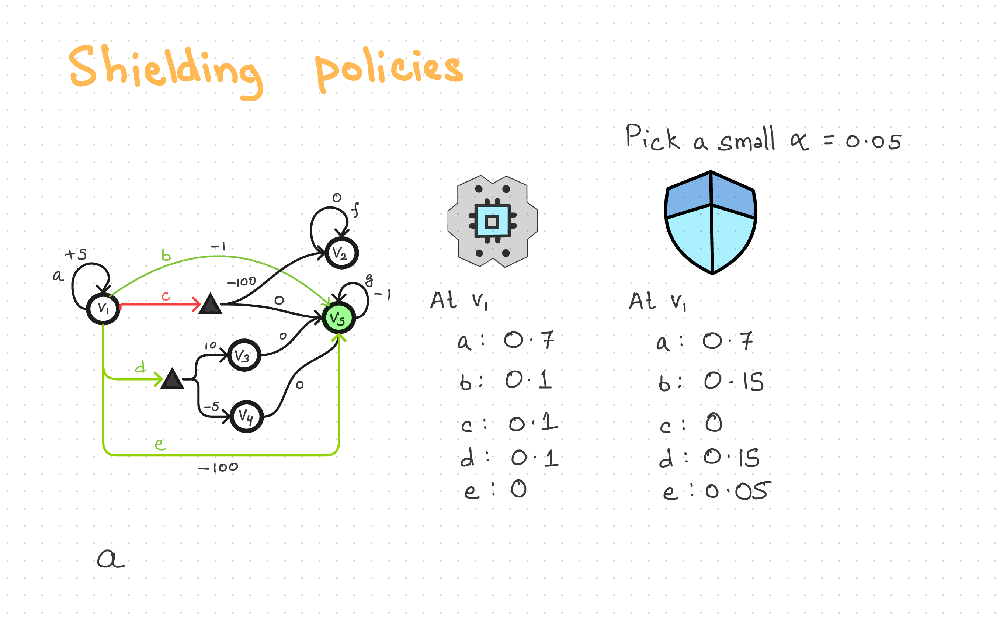 Shielding policies
Pick a small α = 0.05
0
f
+5
b
-1
V2
a
g
-100
c
0
-1
V1
V5
At V1
At V1
10
0
V3
a: 0.7
a: 0.7
d
0
b: 0.1
b: 0.15
-5
V4
c: 0.1
c: 0
e
d: 0.1
d: 0.15
-100
e: 0
e: 0.05
a